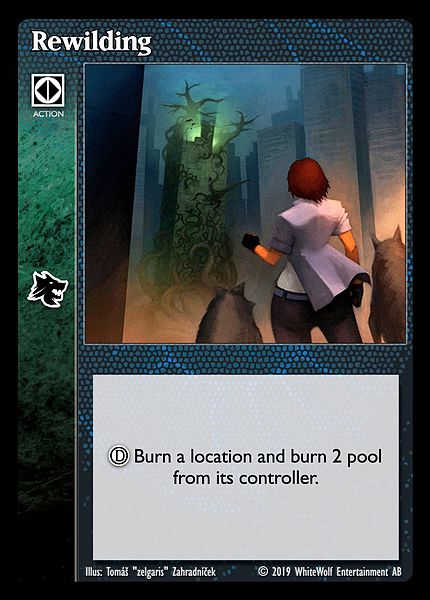 Rewilding
ACTION
Ⓓ Burn a location and burn 2 pool
from its controller.
Illus: Tomáš "zelgaris" Zahradníček © 2019 WhiteWolf Entertainment AB